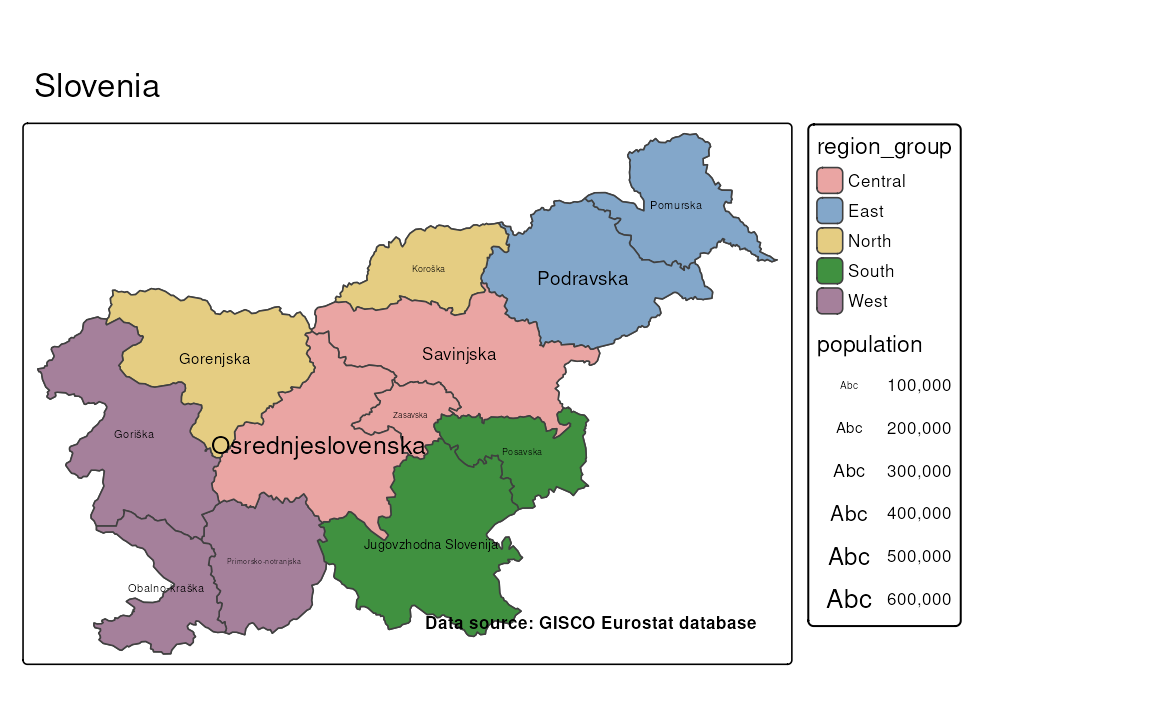 Slovenia
Pomurska
Koroška
Podravska
Gorenjska
Savinjska
Zasavska
Goriška
Osrednjeslovenska
Posavska
Jugovzhodna Slovenija
Primorsko-notranjska
Obalno-kraška
Data source: GISCO Eurostat database
region_group
Central
East
North
South
West
population
Abc 100,000
Abc 200,000
Abc 300,000
Abc 400,000
Abc 500,000
Abc 600,000